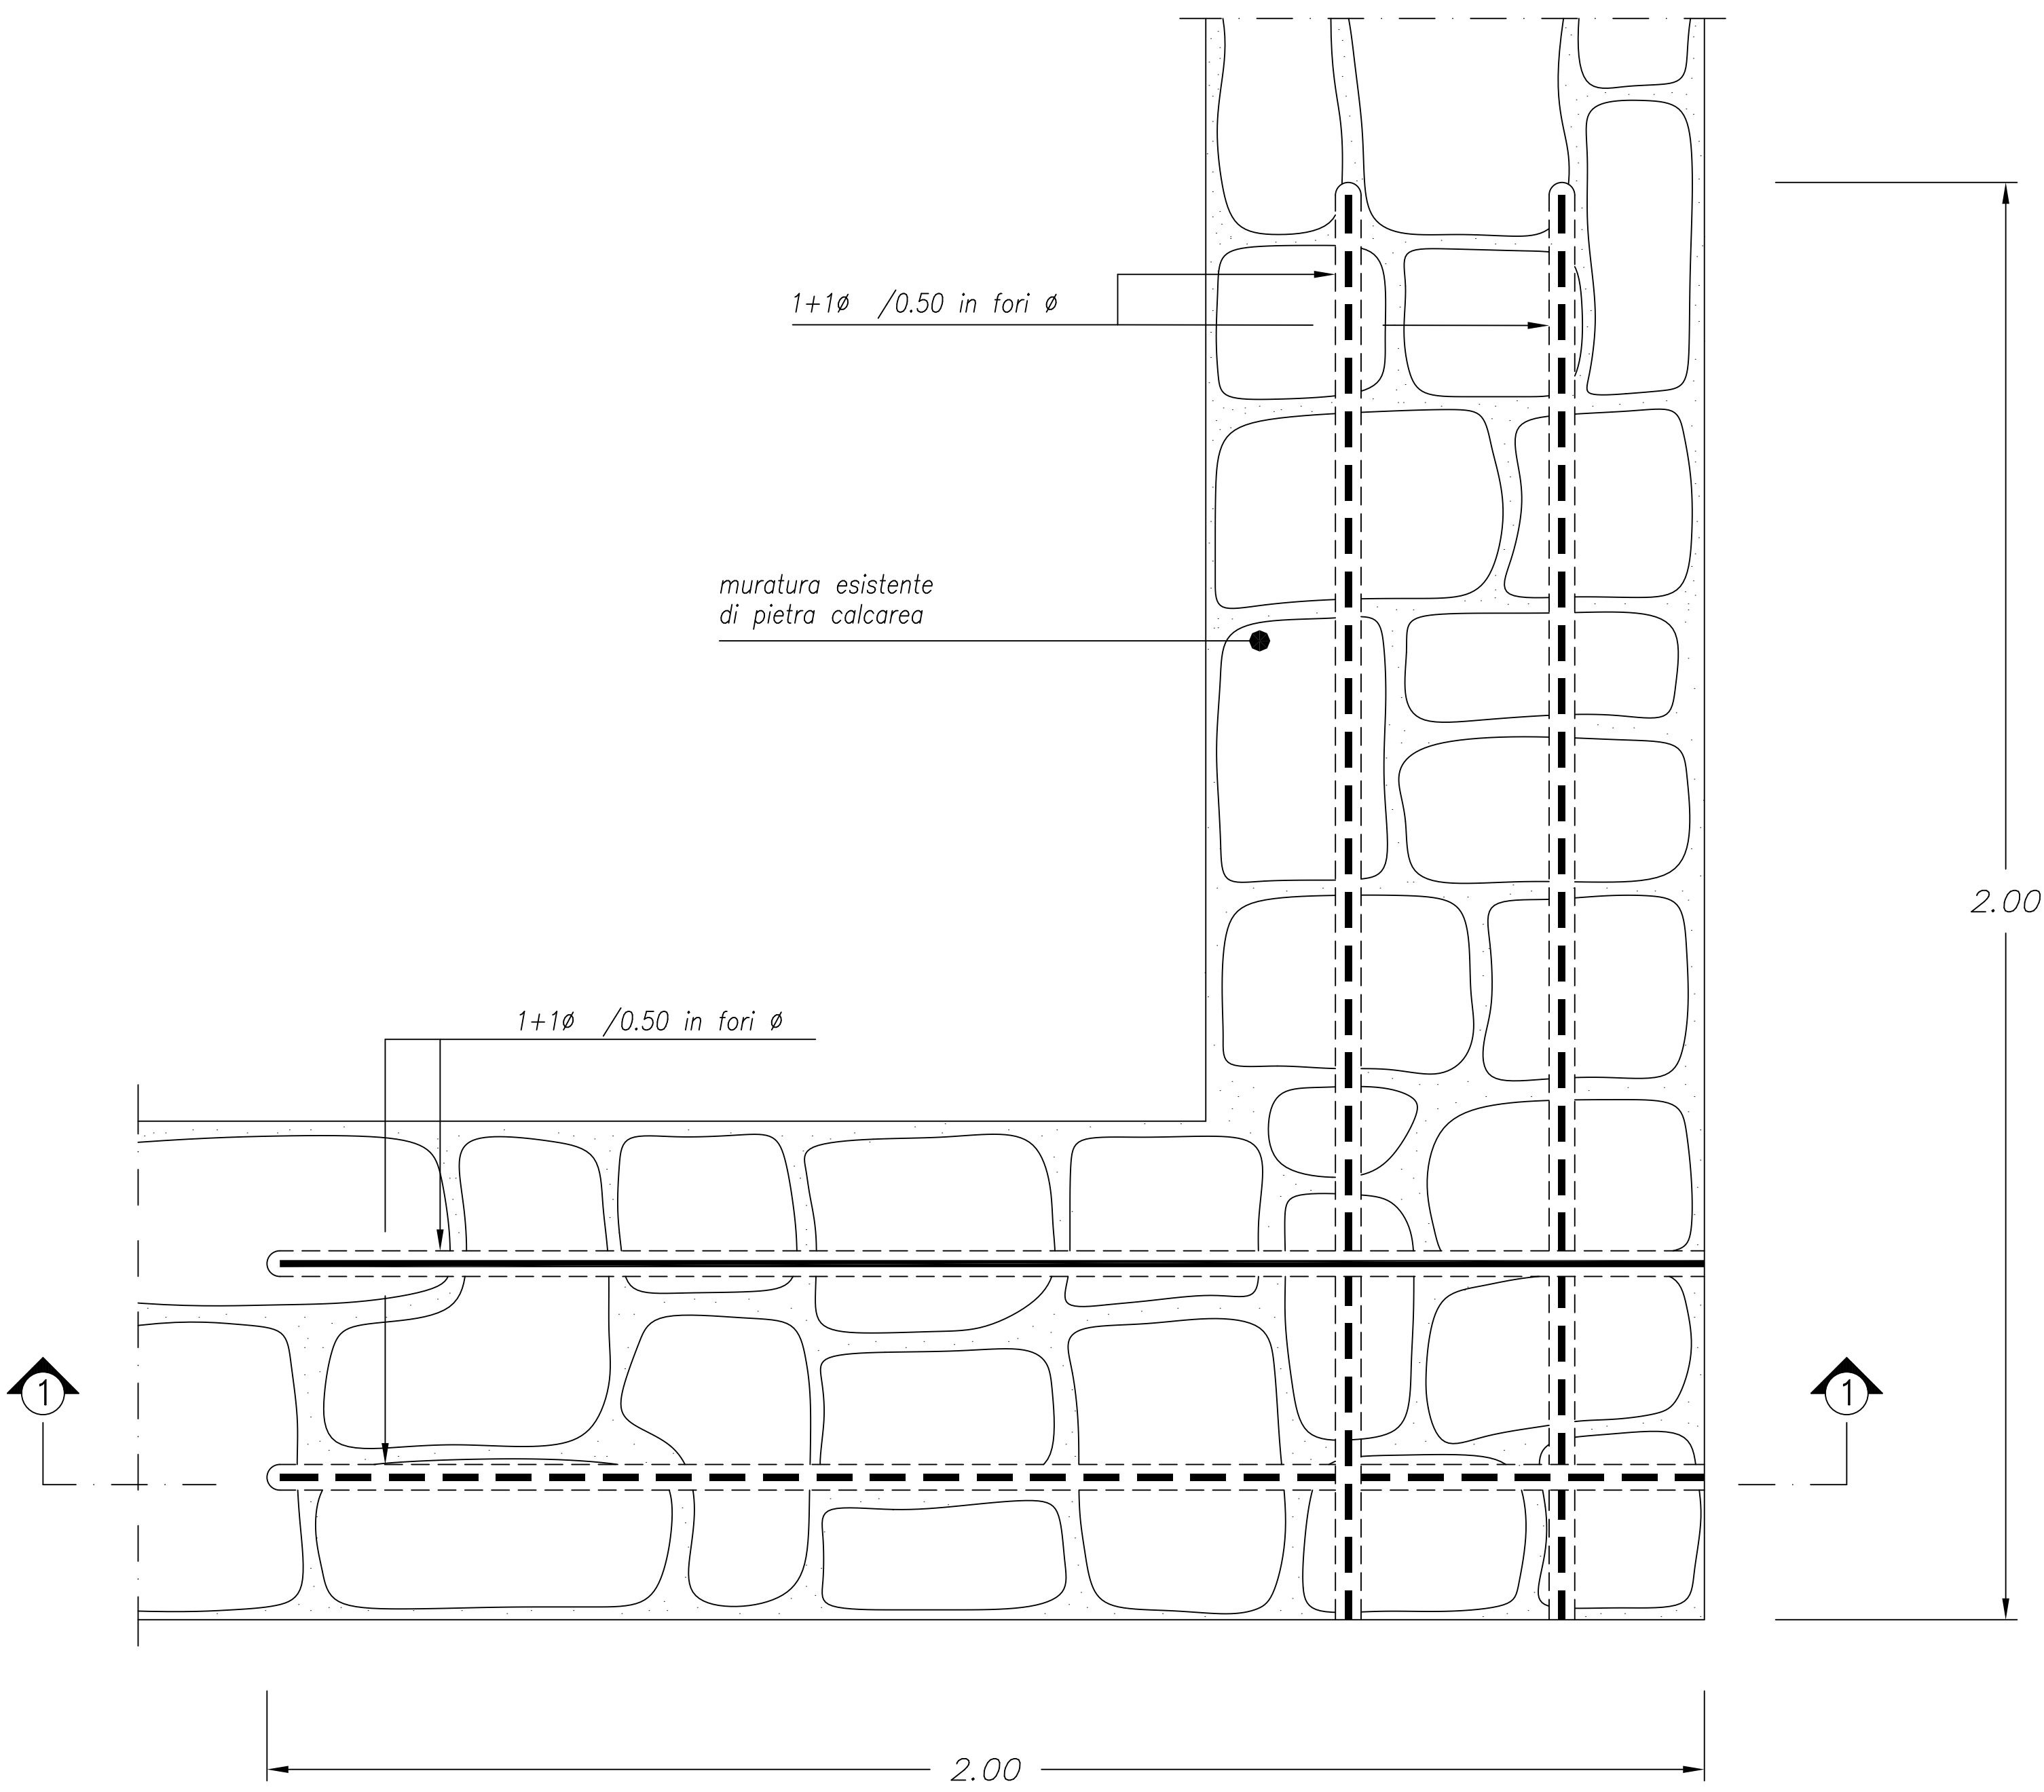 1+1ø /0.50 in fori ø
muratura esistente
di pietra calcarea
2.00
1+1ø /0.50 in fori ø
1
1
2.00